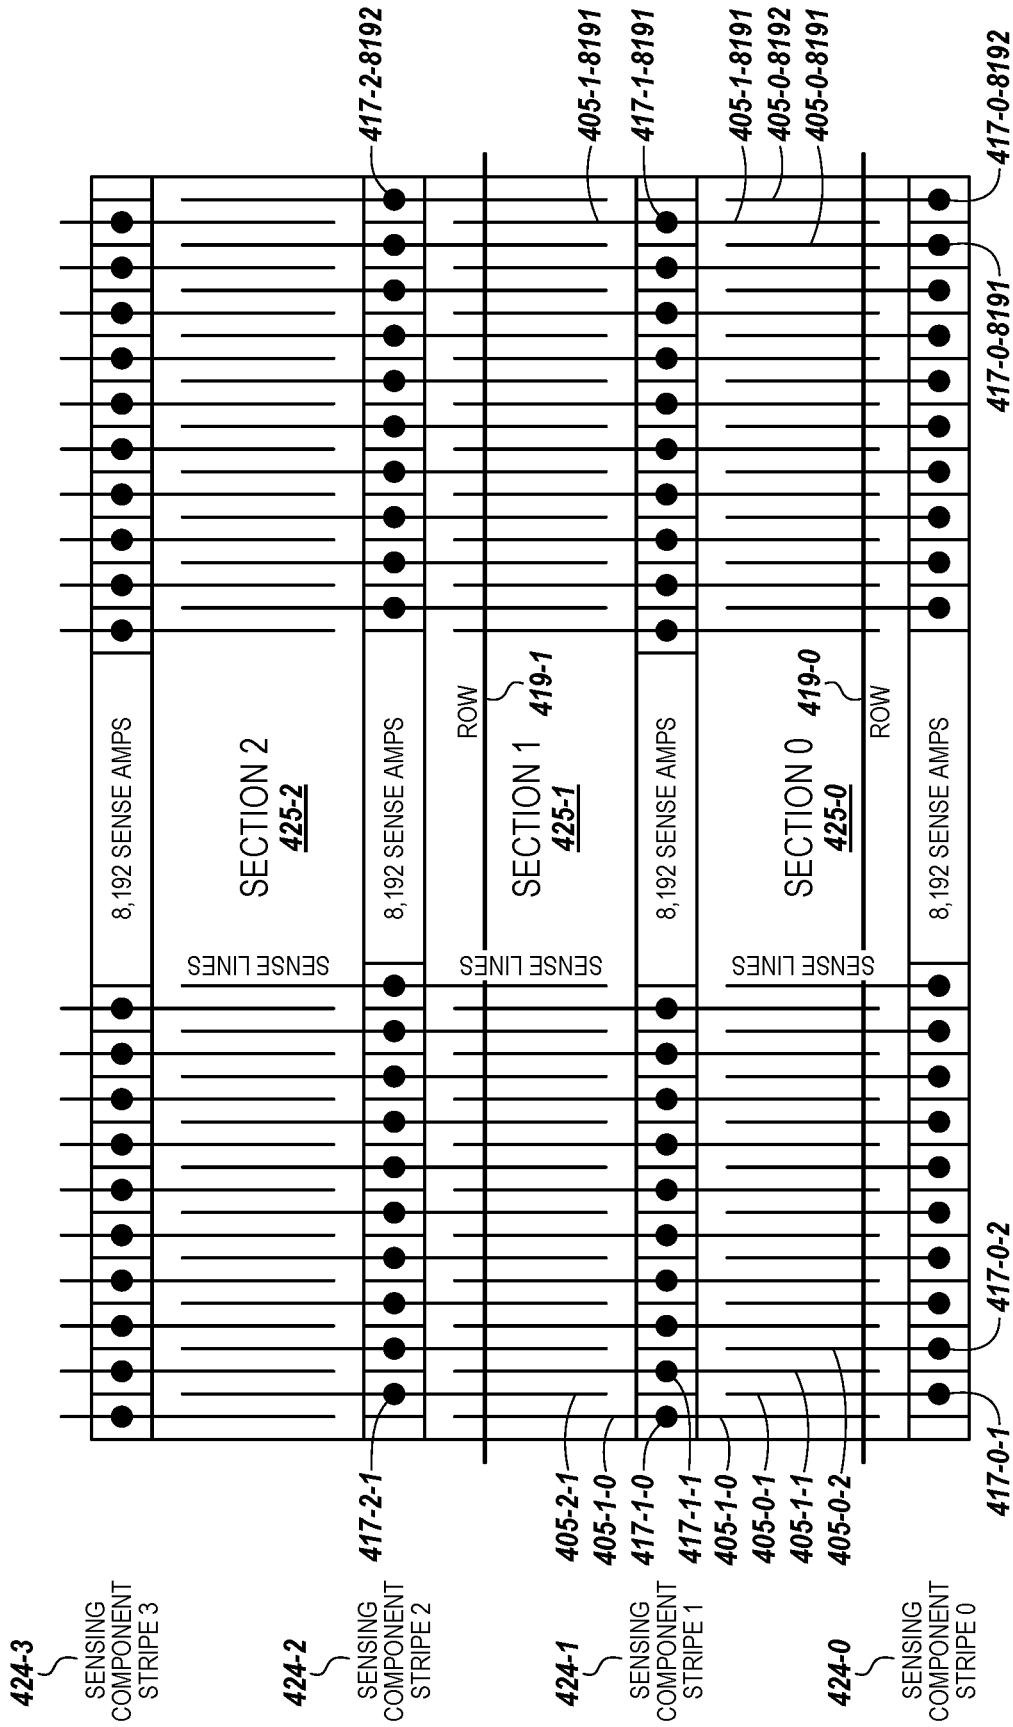 424-3
SENSING
COMPONENT
STRIPE 3
424-2
SENSING
COMPONENT
STRIPE 2
424-1
SENSING
COMPONENT
STRIPE 1
424-0
SENSING
COMPONENT
STRIPE 0
417-2-1
405-2-1
405-1-0
417-1-0
417-1-1
405-1-0
405-0-1
405-1-1
405-0-2
417-0-1
417-0-2
SENSE LINES
SENSE LINES
SENSE LINES
8,192 SENSE AMPS
SECTION 2
425-2
8,192 SENSE AMPS
ROW
419-1
SECTION 1
425-1
8,192 SENSE AMPS
SECTION 0
425-0
419-0
ROW
8,192 SENSE AMPS
417-2-8192
405-1-8191
417-1-8191
405-1-8191
405-0-8192
405-0-8191
417-0-8192
417-0-8191